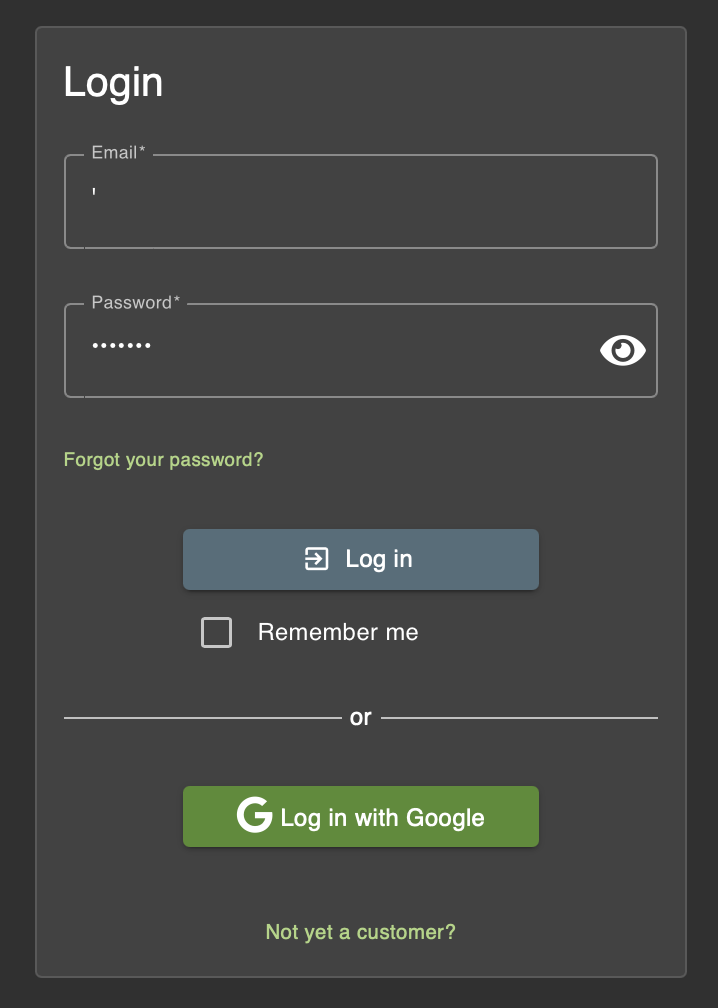 Login
Email*
'
Password*
•••••••
Forgot your password?
Log in
Remember me
or
G Log in with Google
Not yet a customer?